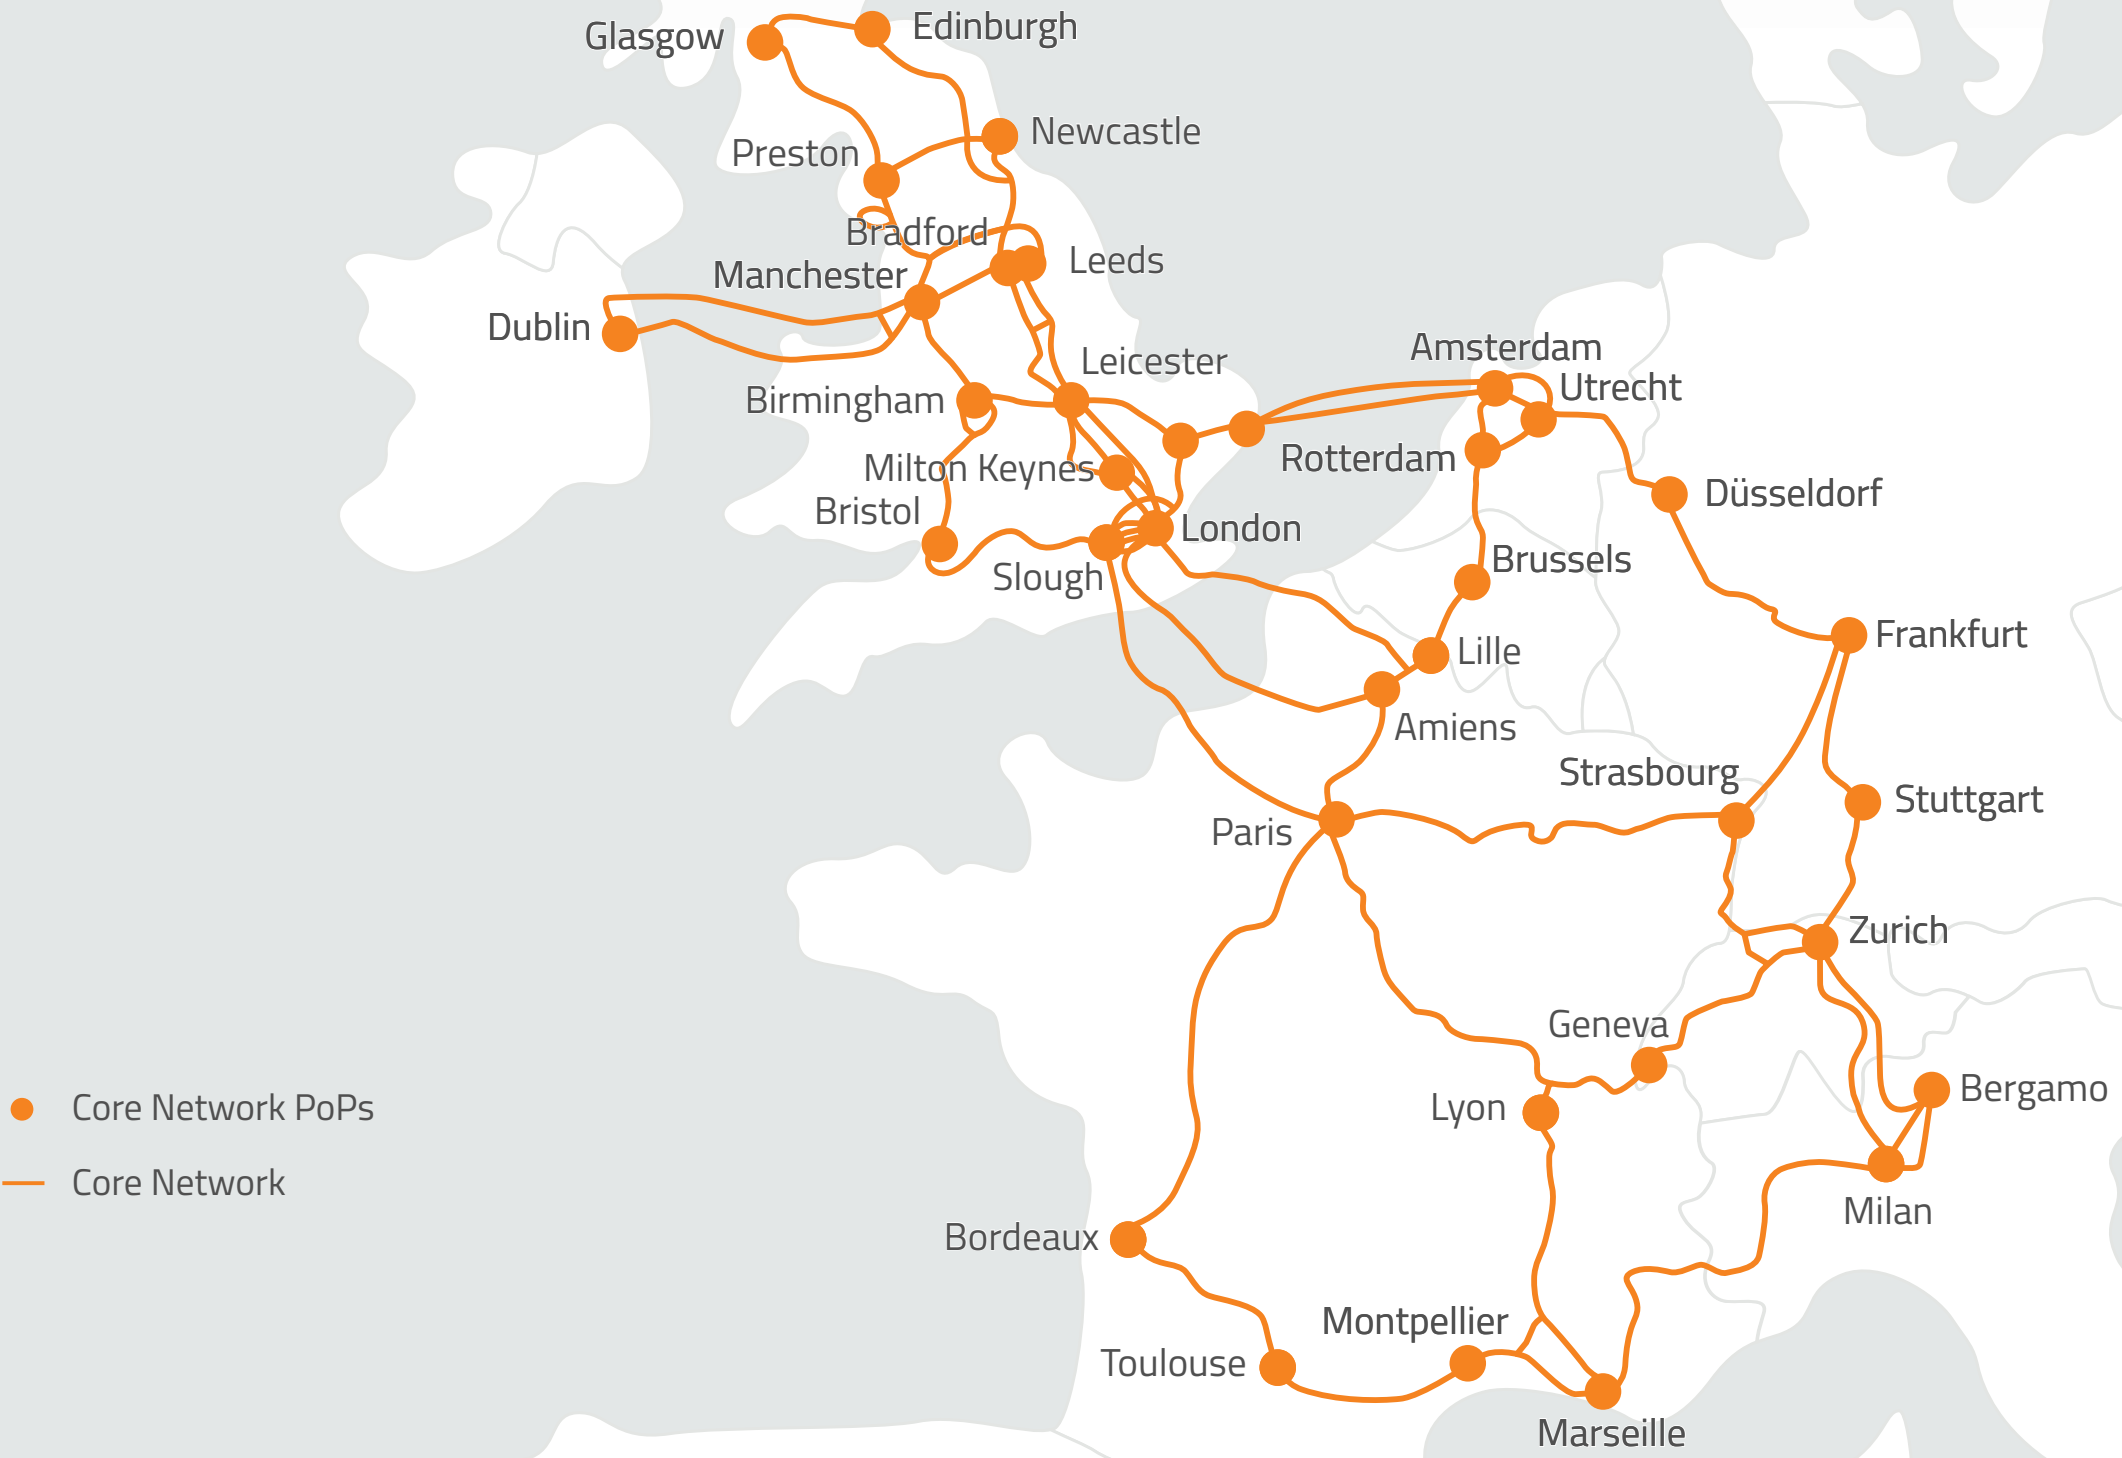 Glasgow
Edinburgh
Newcastle
Preston
Bradford
Leeds
Manchester
Dublin
Leicester
Amsterdam
Utrecht
Birmingham
Rotterdam
Milton Keynes
Düsseldorf
Bristol
London
Brussels
Slough
Frankfurt
Lille
Amiens
Strasbourg
Stuttgart
Paris
Zurich
Geneva
Bergamo
Lyon
Core Network PoPs
Core Network
Milan
Bordeaux
Montpellier
Toulouse
Marseille